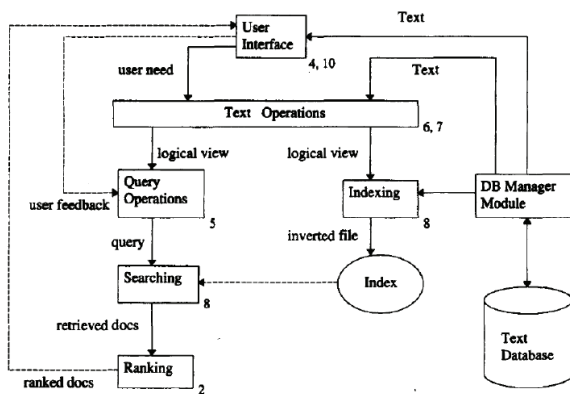 Text
User
Interface
4, 10
user need
Text
Text Operations
6, 7
logical view
logical view
Query
Operations
5
user feedback
Indexing
8
DB Manager
Module
query
inverted file
Searching
8
Index
retrieved docs
Text
Database
Ranking
2
ranked docs